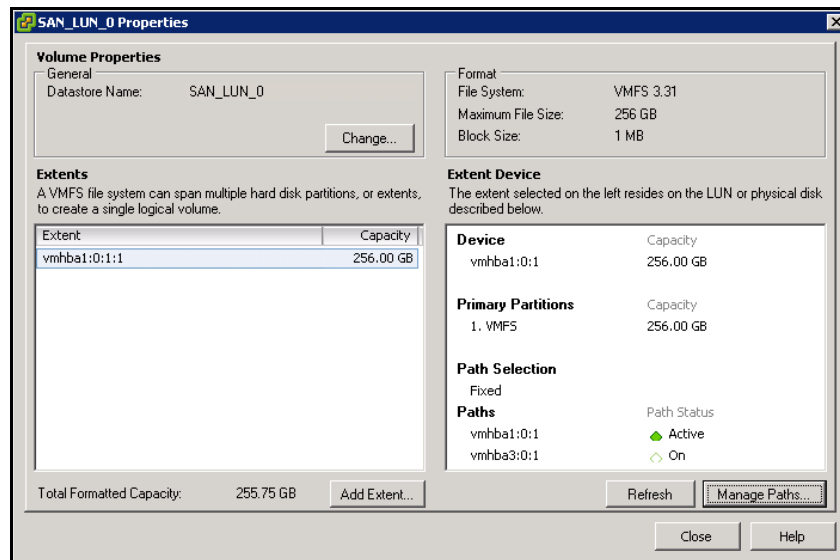 SAN_LUN_0 Properties
Volume Properties
General
Datastore Name: SAN_LUN_0
Change...
Format
File System: VMFS 3.31
Maximum File Size: 256 GB
Block Size: 1 MB
Extents
A VMFS file system can span multiple hard disk partitions, or extents,
to create a single logical volume.
Extent Capacity
vmhba1:0:1:1 256.00 GB
Total Formatted Capacity: 255.75 GB
Add Extent...
Extent Device
The extent selected on the left resides on the LUN or physical disk
described below.
Device Capacity
vmhba1:0:1 256.00 GB
Primary Partitions Capacity
1. VMFS 256.00 GB
Path Selection
Fixed
Paths Path Status
vmhba1:0:1 Active
vmhba3:0:1 On
Refresh Manage Paths...
Close Help